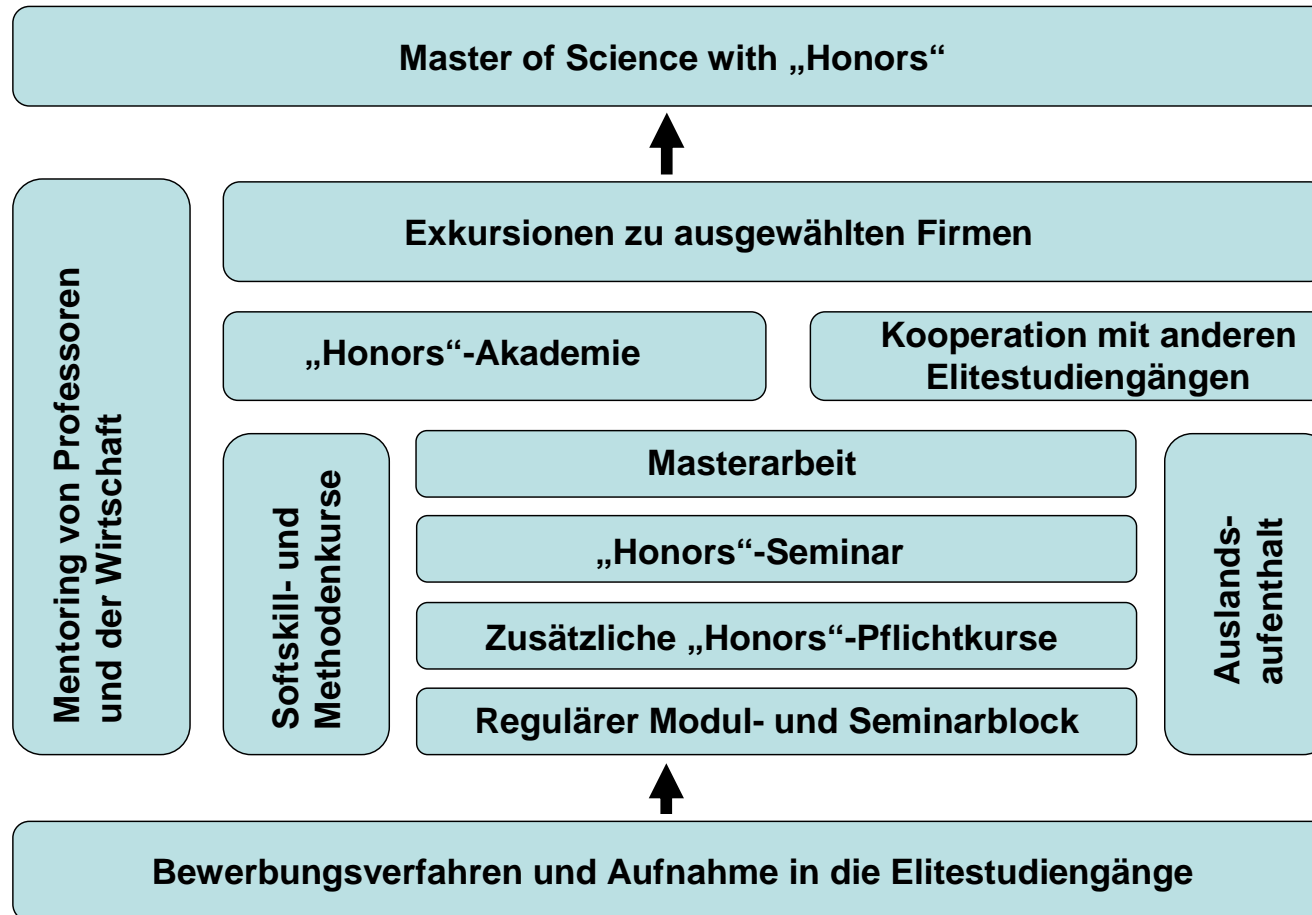 Master of Science with „Honors“
Mentoring von Professoren
und der Wirtschaft
Exkursionen zu ausgewählten Firmen
„Honors“-Akademie
Kooperation mit anderen
Elitestudiengängen
Softskill- und
Methodenkurse
Masterarbeit
„Honors“-Seminar
Zusätzliche „Honors“-Pflichtkurse
Regulärer Modul- und Seminarblock
Auslands-
aufenthalt
Bewerbungsverfahren und Aufnahme in die Elitestudiengänge